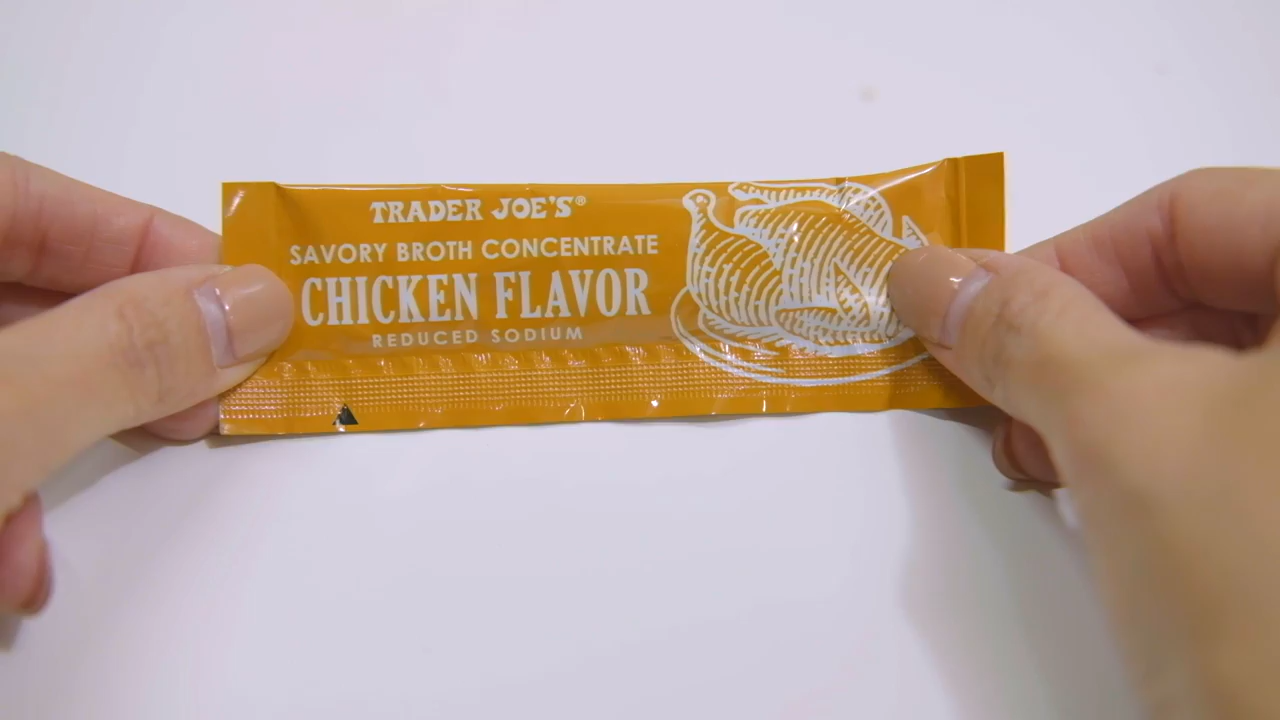 TRADER JOE'S®
SAVORY BROTH CONCENTRATE
CHICKEN FLAVOR
REDUCED SODIUM